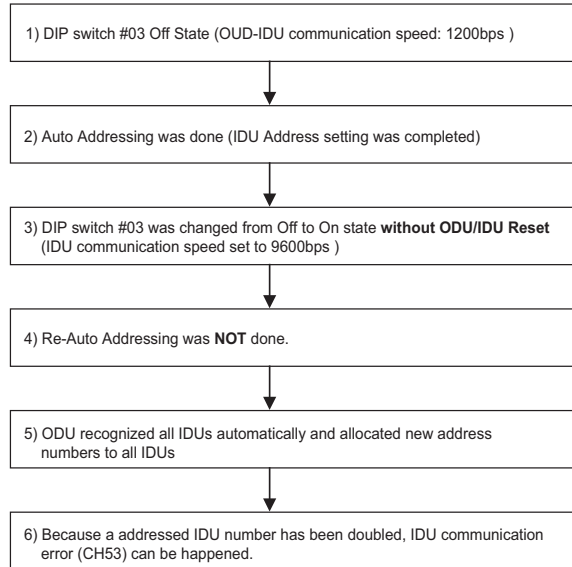 1) DIP switch #03 Off State (OUD-IDU communication speed: 1200bps )
2) Auto Addressing was done (IDU Address setting was completed)
3) DIP switch #03 was changed from Off to On state without ODU/IDU Reset
(IDU communication speed set to 9600bps )
4) Re-Auto Addressing was NOT done.
5) ODU recognized all IDUs automatically and allocated new address
numbers to all IDUs
6) Because a addressed IDU number has been doubled, IDU communication
error (CH53) can be happened.